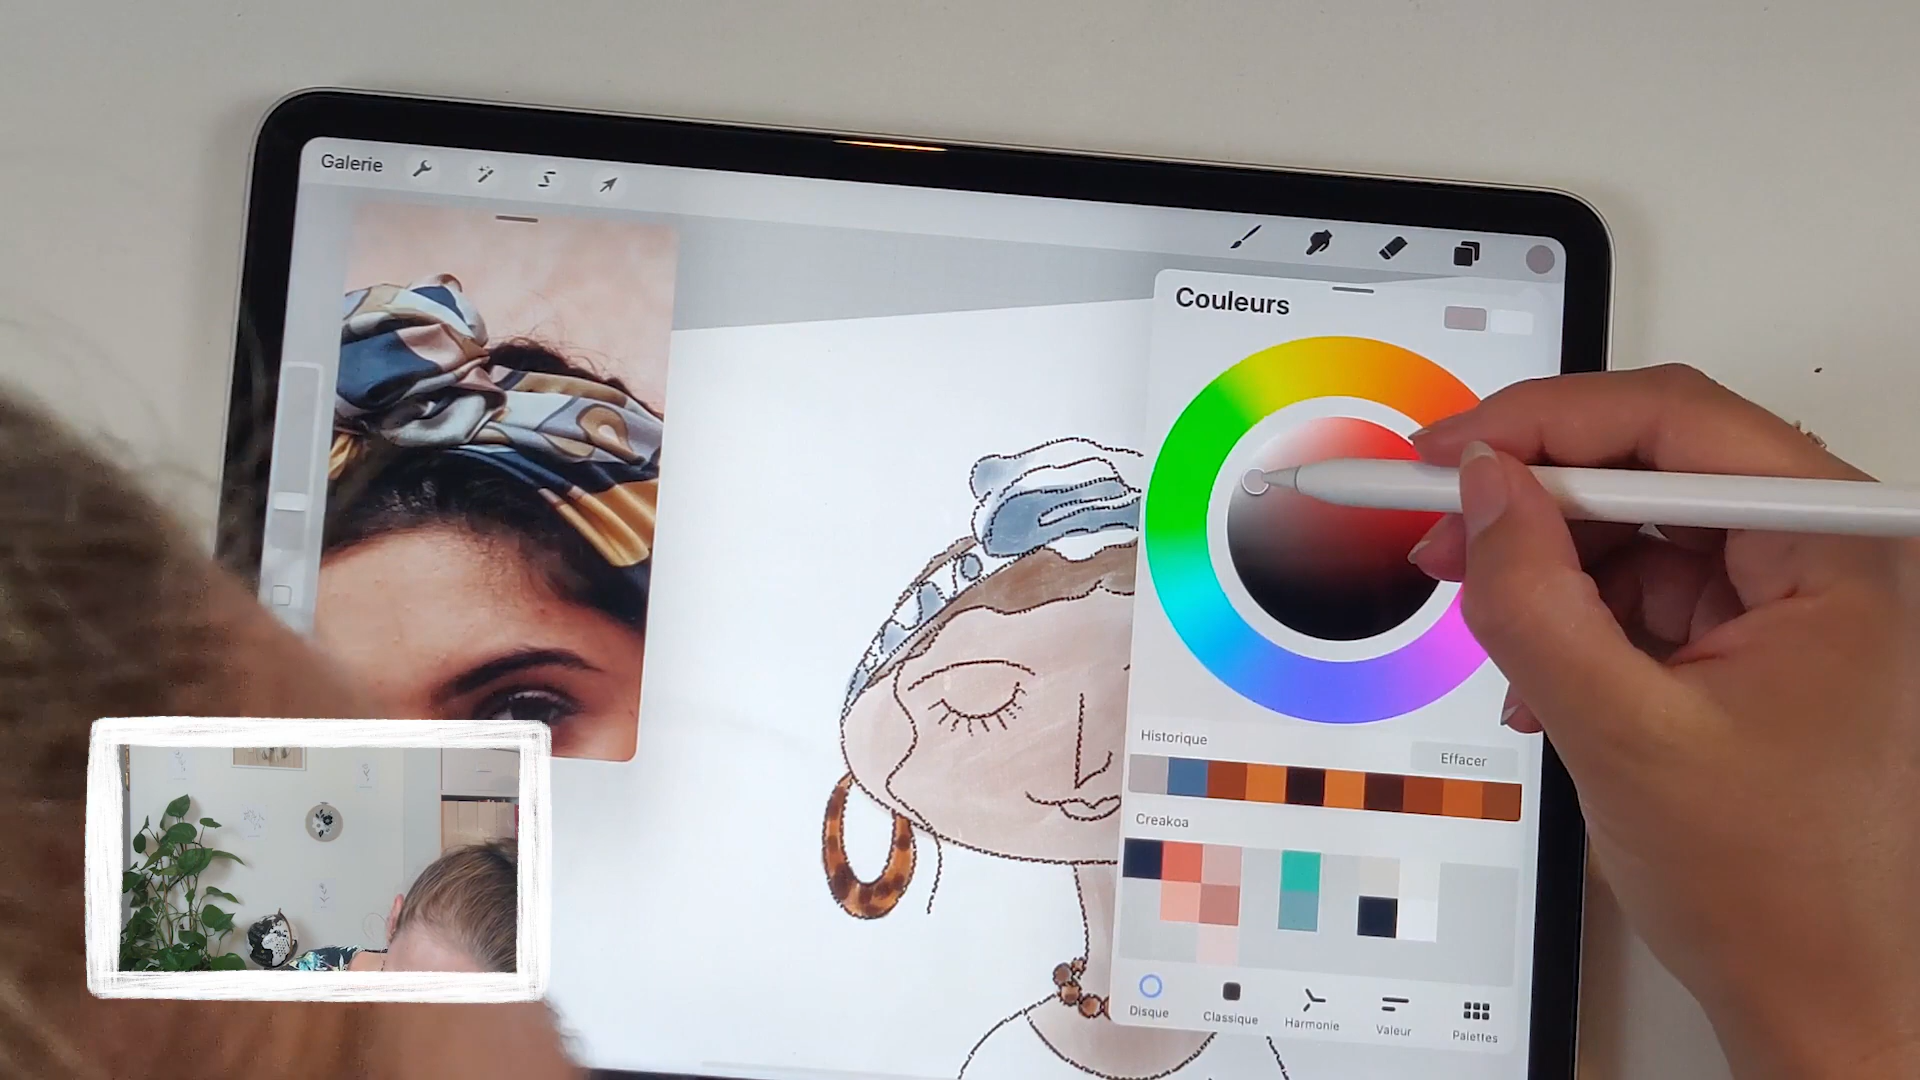 Galerie
Couleurs
Historique
Effacer
Creakoa
Disque
Classique
Harmonie
Valeur
Palettes